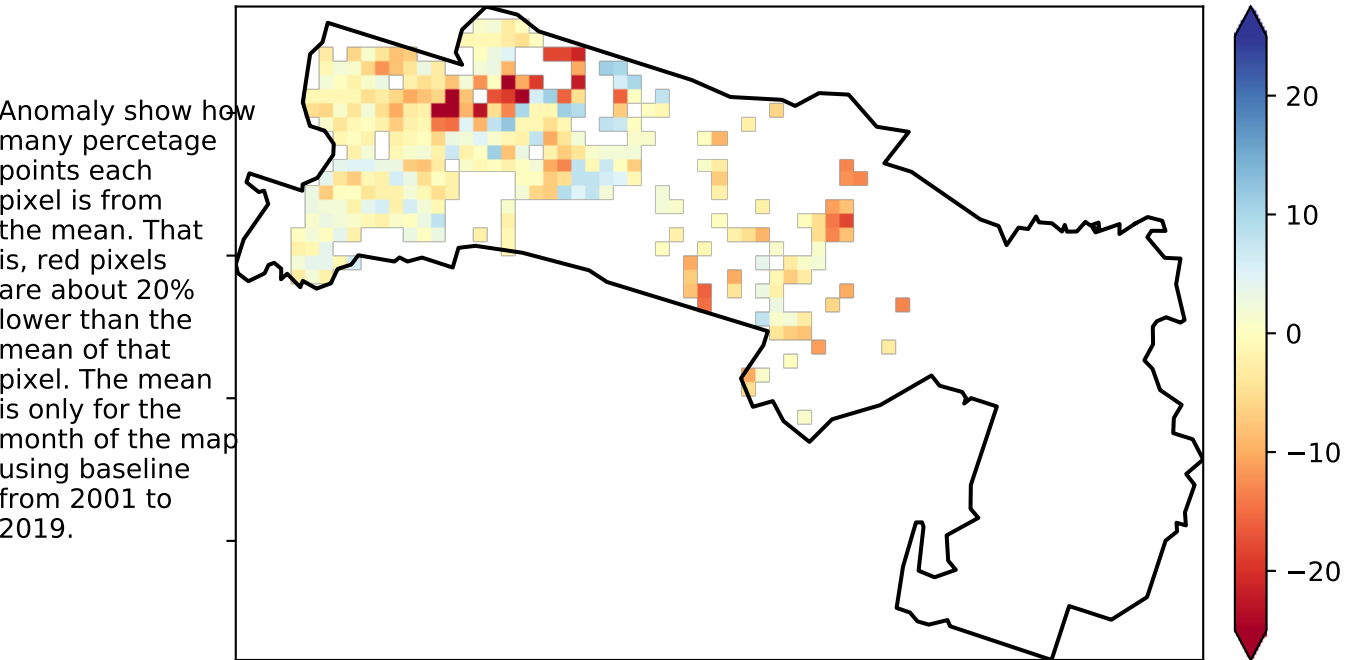 Anomaly show how
many percetage
points each
pixel is from
the mean. That
is, red pixels
are about 20%
lower than the
mean of that
pixel. The mean
is only for the
month of the map
using baseline
from 2001 to
2019.
20
10
0
−10
−20